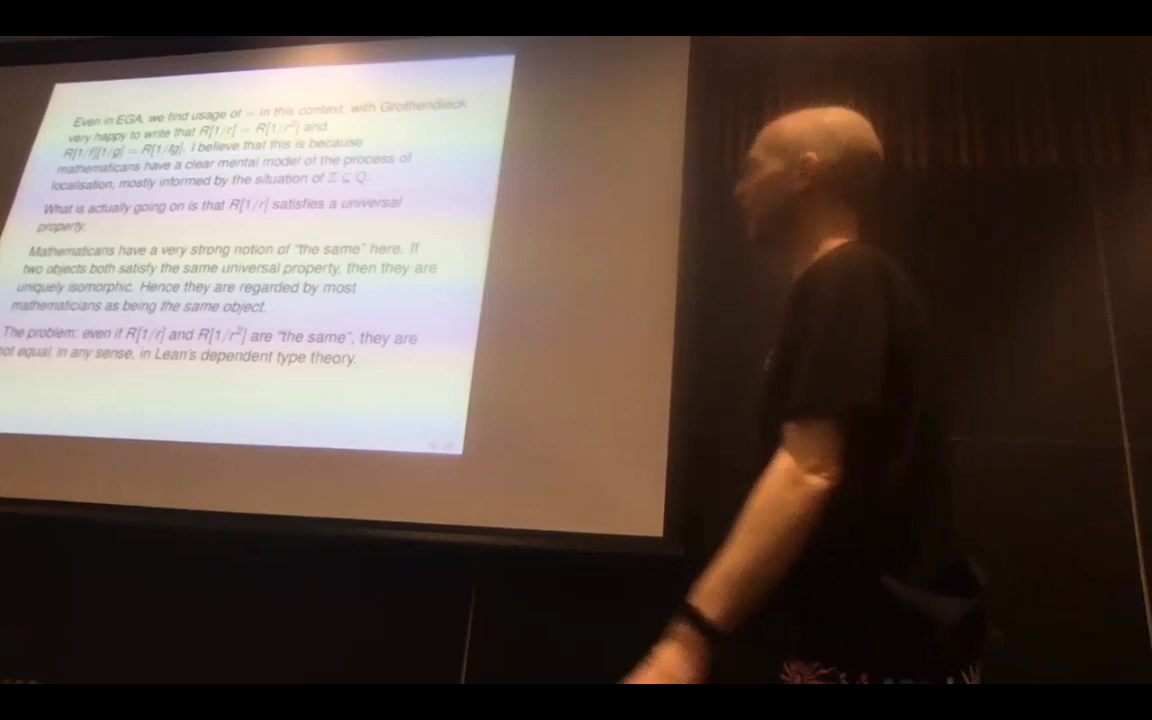 Even in EGA, we find usage of = in this context, with Grothendieck
very happy to write that R[1/r] = R[1/r²] and
R[1/f][1/g] = R[1/fg]. I believe that this is because
mathematicans have a clear mental model of the process of
localisation, mostly informed by the situation of ℤ ⊆ ℚ.
What is actually going on is that R[1/r] satisfies a universal
property.
Mathematicans have a very strong notion of “the same” here. If
two objects both satisfy the same universal property, then they are
uniquely isomorphic. Hence they are regarded by most
mathematicians as being the same object.
The problem: even if R[1/r] and R[1/r²] are “the same”, they are
not equal, in any sense, in Lean's dependent type theory.